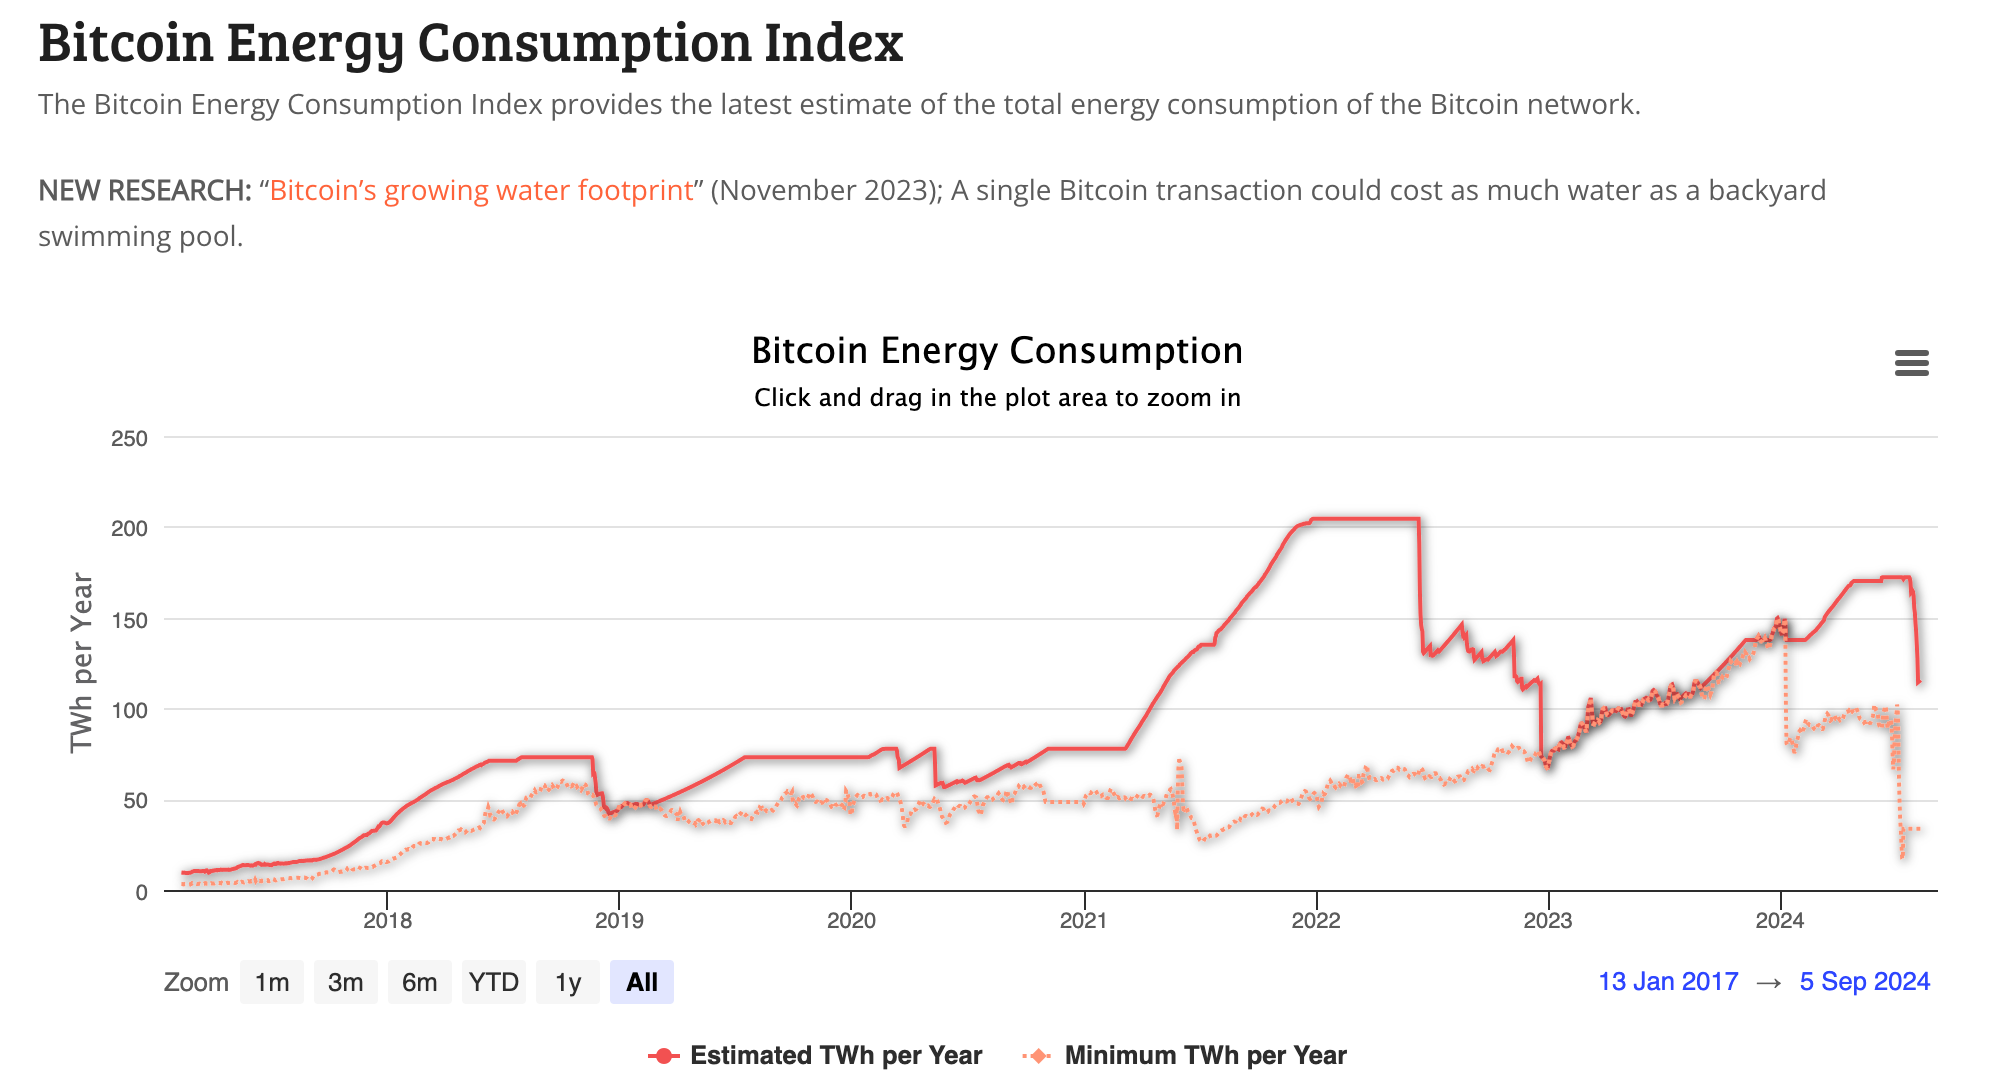 Bitcoin Energy Consumption Index
The Bitcoin Energy Consumption Index provides the latest estimate of the total energy consumption of the Bitcoin network.
NEW RESEARCH: “Bitcoin’s growing water footprint” (November 2023); A single Bitcoin transaction could cost as much water as a backyard
swimming pool.
Bitcoin Energy Consumption
Click and drag in the plot area to zoom in
TWh per Year
250
200
150
100
50
0
2018 2019 2020 2021 2022 2023 2024
Zoom 1m 3m 6m YTD 1y All 13 Jan 2017 → 5 Sep 2024
Estimated TWh per Year Minimum TWh per Year